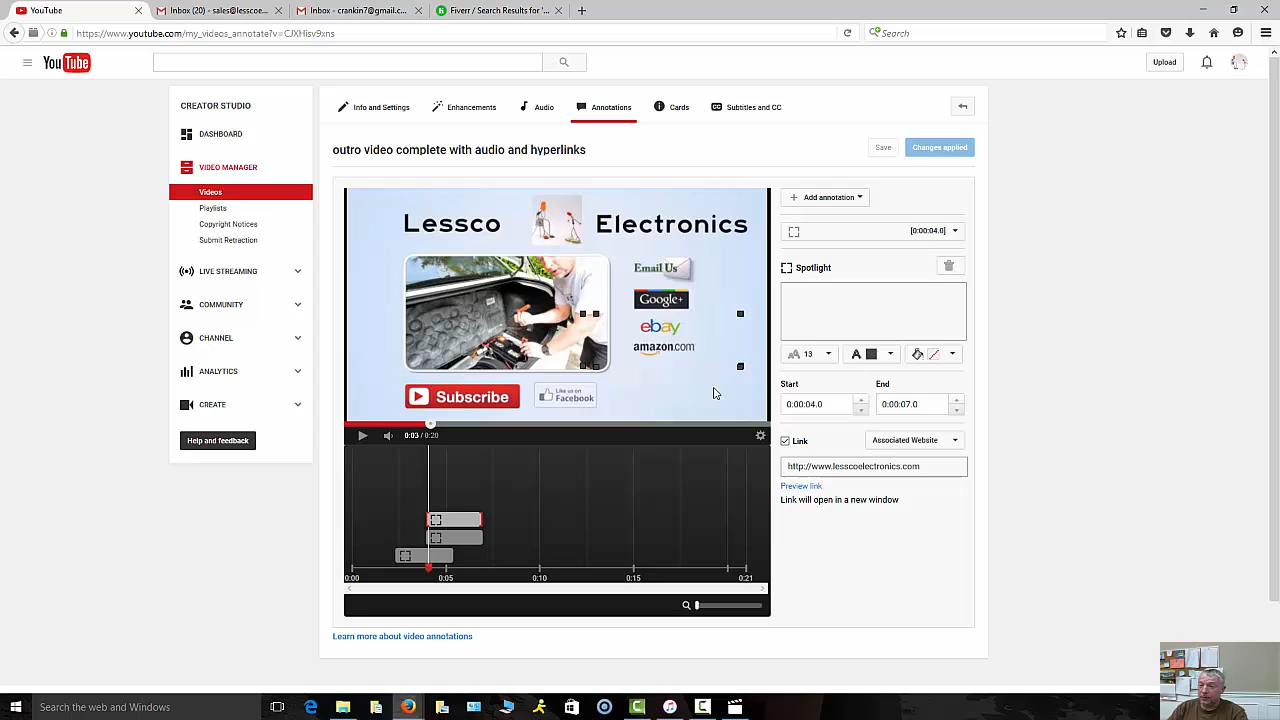 YouTube
Inbox (20) - sales@lesscoe...
Inbox - crankin7@gmail.c...
Fiverr / Search Results for '...
https://www.youtube.com/my_videos_annotate?v=CJXHisv9xns
Search
YouTube
Upload
CREATOR STUDIO
DASHBOARD
VIDEO MANAGER
Videos
Playlists
Copyright Notices
Submit Retraction
LIVE STREAMING
COMMUNITY
CHANNEL
ANALYTICS
CREATE
Help and feedback
Info and Settings
Enhancements
Audio
Annotations
Cards
Subtitles and CC
outro video complete with audio and hyperlinks
Save
Changes applied
Lessco Electronics
Email Us
Google+
ebay
amazon.com
Subscribe
Like us on
Facebook
0:03 / 0:20
0:00
0:05
0:10
0:15
0:21
Learn more about video annotations
Add annotation
[0:00:04.0]
Spotlight
AA 13
A
Start
End
0:00:04.0
0:00:07.0
Link
Associated Website
http://www.lesscoelectronics.com
Preview link
Link will open in a new window
Search the web and Windows